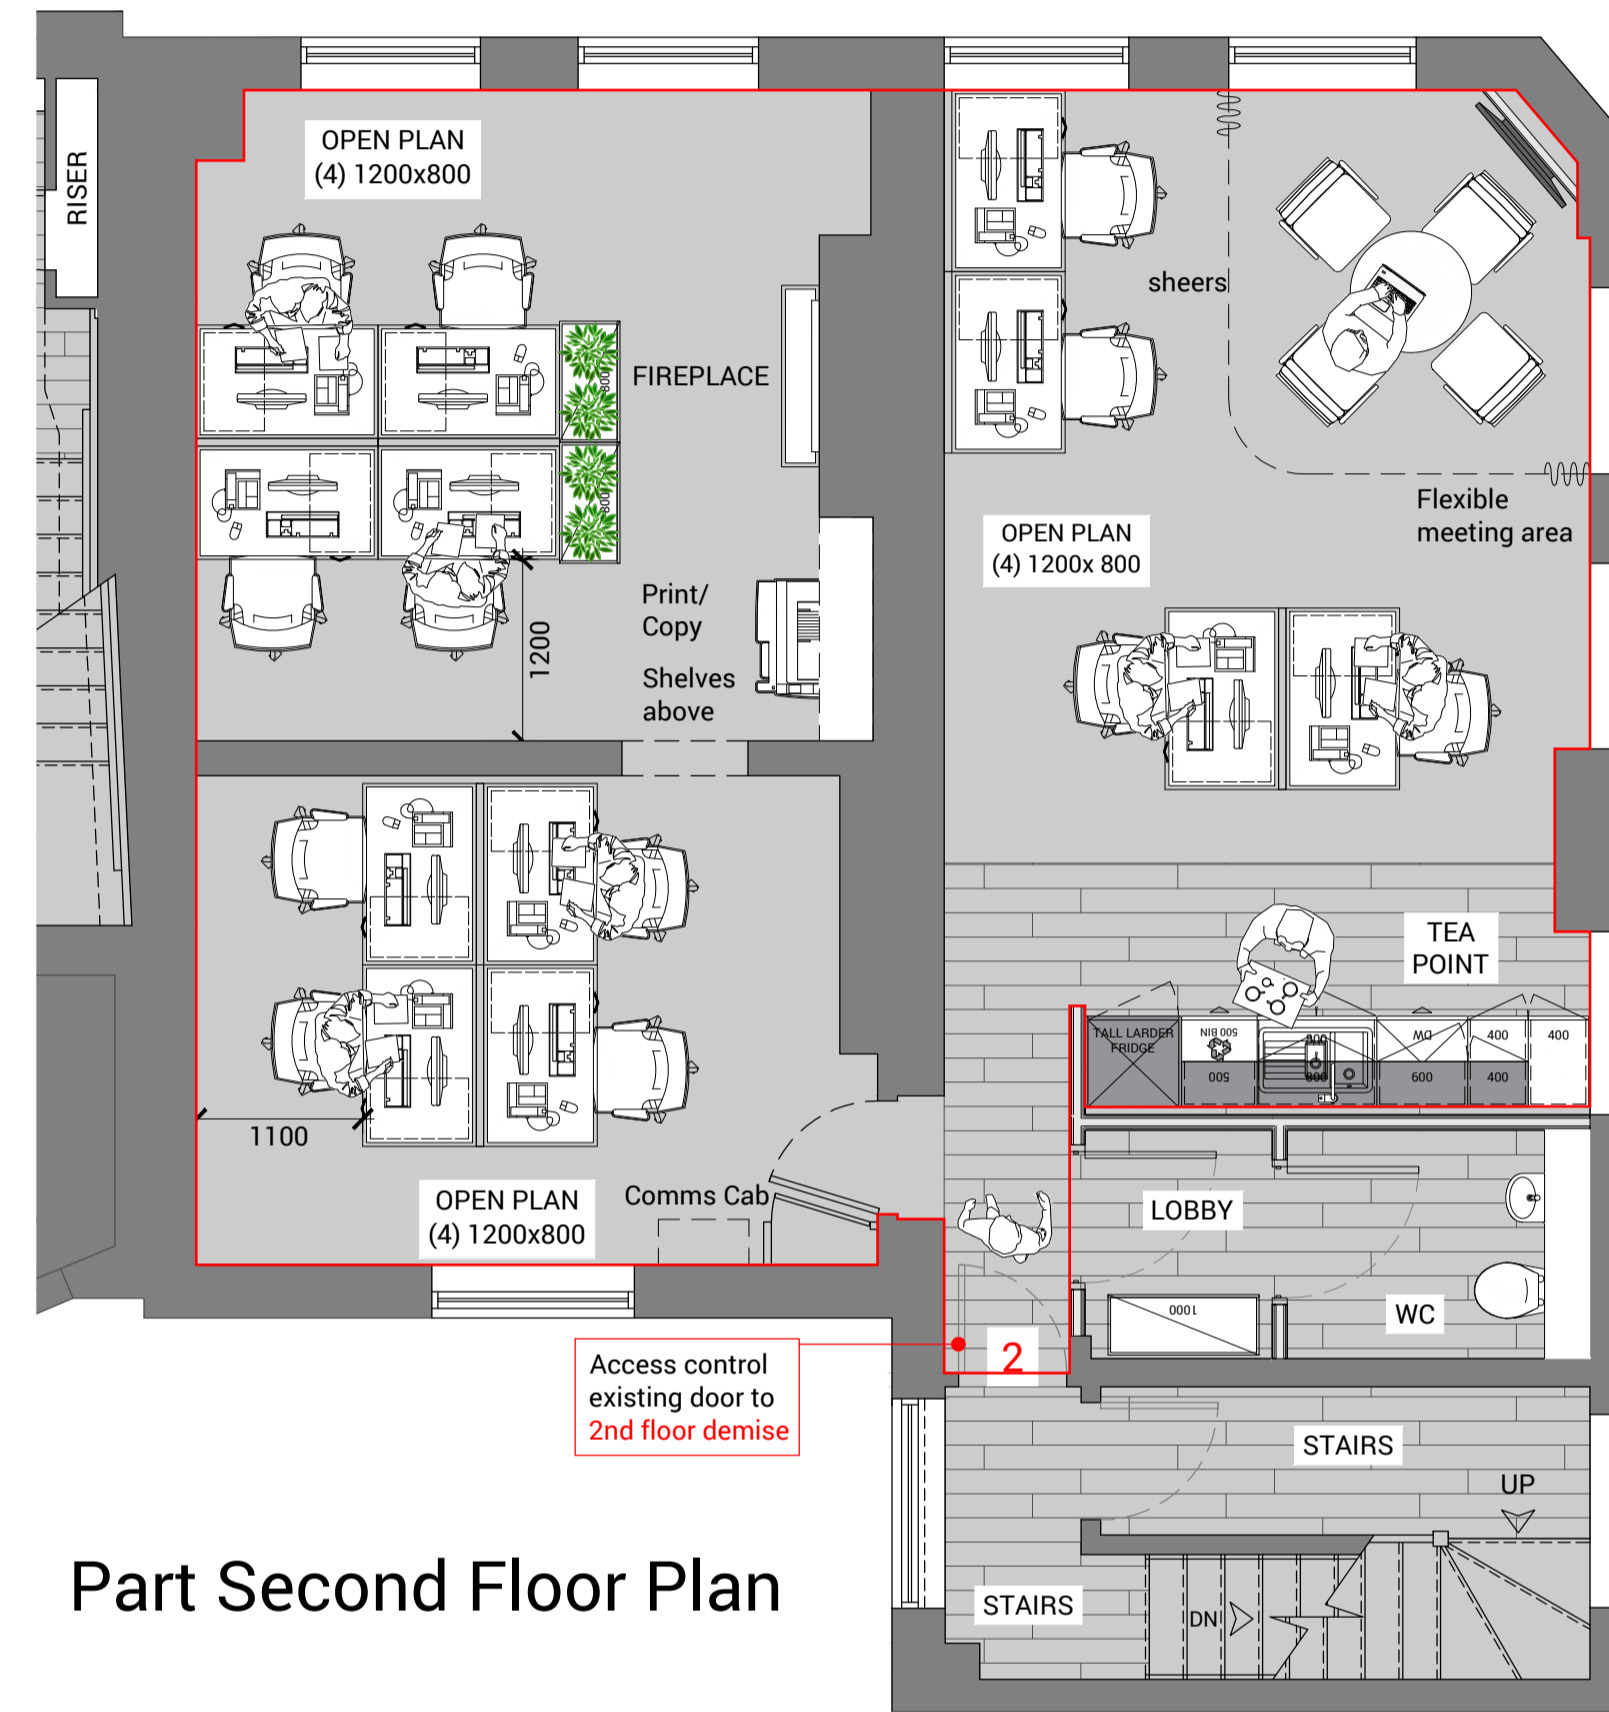 OPEN PLAN
(4) 1200x800
RISER
sheers
FIREPLACE
800
800
Flexible
meeting area
OPEN PLAN
(4) 1200x 800
Print/
Copy
1200
Shelves
above
TEA
POINT
TALL LARDER
FRIDGE
500 BIN
800
DW
400
400
500
800
600
400
1100
OPEN PLAN
(4) 1200x800
Comms Cab
LOBBY
1000
WC
2
Access control
existing door to
2nd floor demise
STAIRS
UP
STAIRS
DN
Part Second Floor Plan